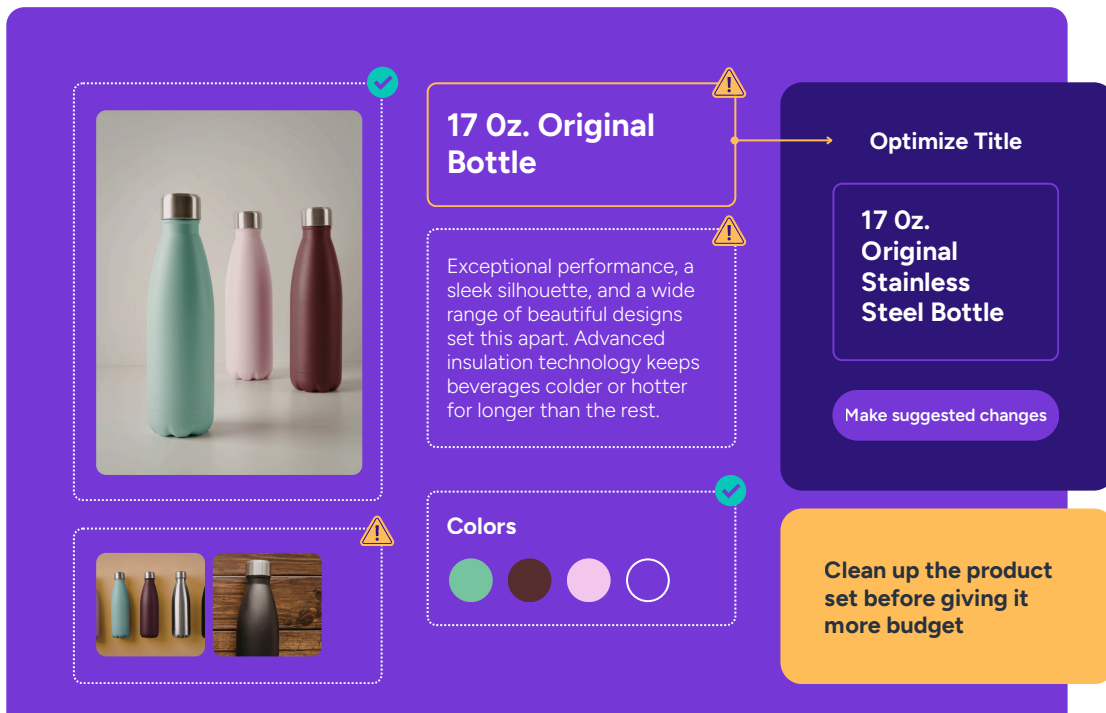 17 0z. Original
Bottle
Exceptional performance, a
sleek silhouette, and a wide
range of beautiful designs
set this apart. Advanced
insulation technology keeps
beverages colder or hotter
for longer than the rest.
Colors
Optimize Title
17 0z.
Original
Stainless
Steel Bottle
Make suggested changes
Clean up the product
set before giving it
more budget